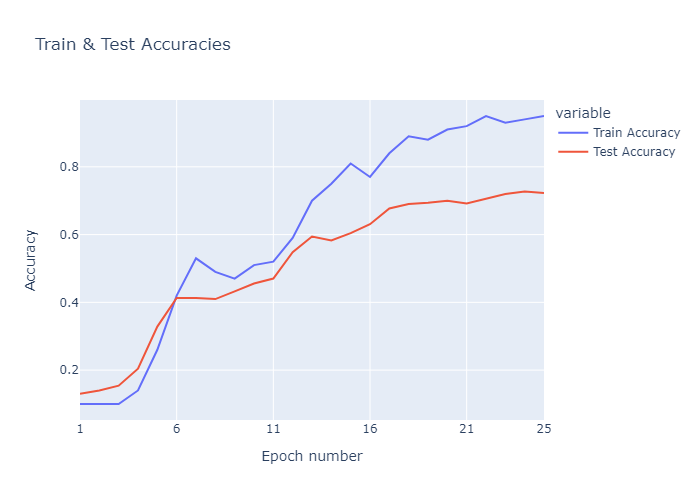 Train & Test Accuracies
variable
Train Accuracy
Test Accuracy
Accuracy
0.8
0.6
0.4
0.2
1 6 11 16 21 25
Epoch number